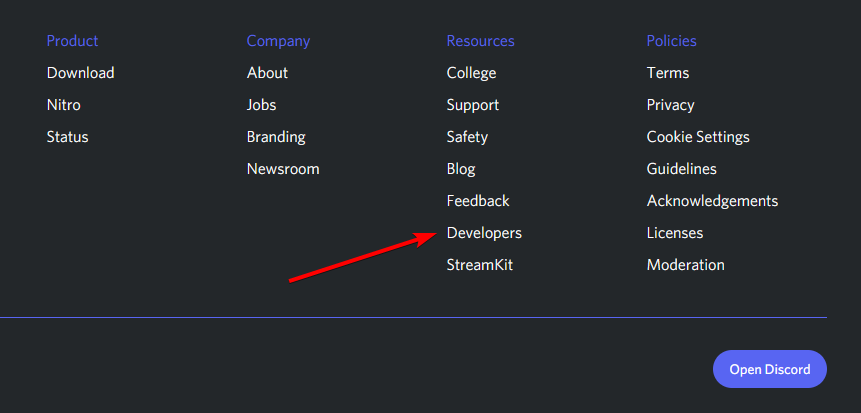 Product
Download
Nitro
Status
Company
About
Jobs
Branding
Newsroom
Resources
College
Support
Safety
Blog
Feedback
Developers
StreamKit
Policies
Terms
Privacy
Cookie Settings
Guidelines
Acknowledgements
Licenses
Moderation
Open Discord